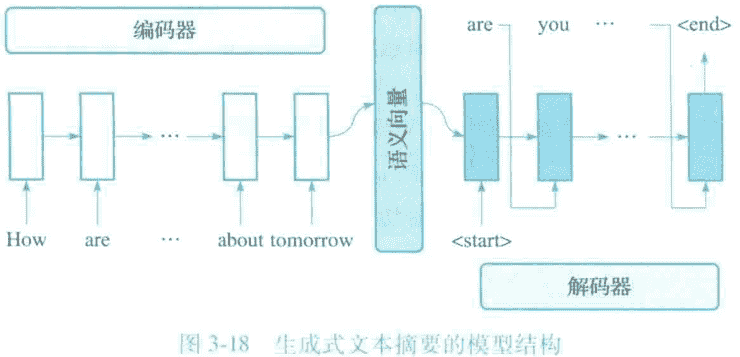 编码器
are you … <end>
语义向量
… …
How are … about tomorrow <start>
解码器
图 3-18 生成式文本摘要的模型结构